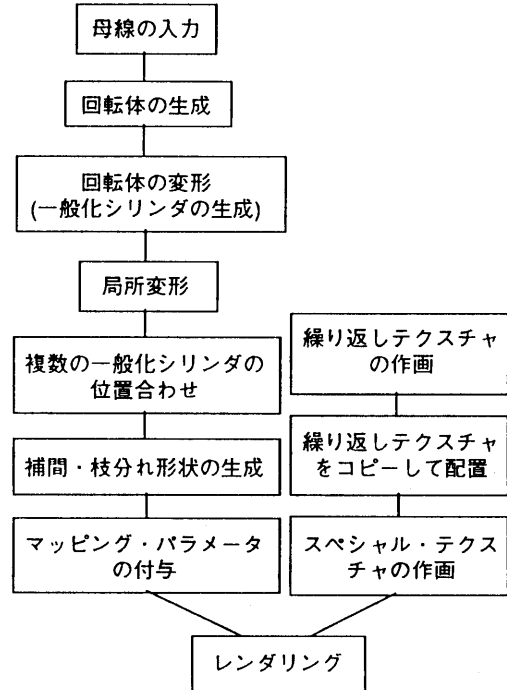 母線の入力
回転体の生成
回転体の変形
(一般化シリンダの生成)
局所変形
複数の一般化シリンダの
位置合わせ
補間・枝分れ形状の生成
マッピング・パラメータ
の付与
繰り返しテクスチャ
の作画
繰り返しテクスチャ
をコピーして配置
スペシャル・テクス
チャの作画
レンダリング